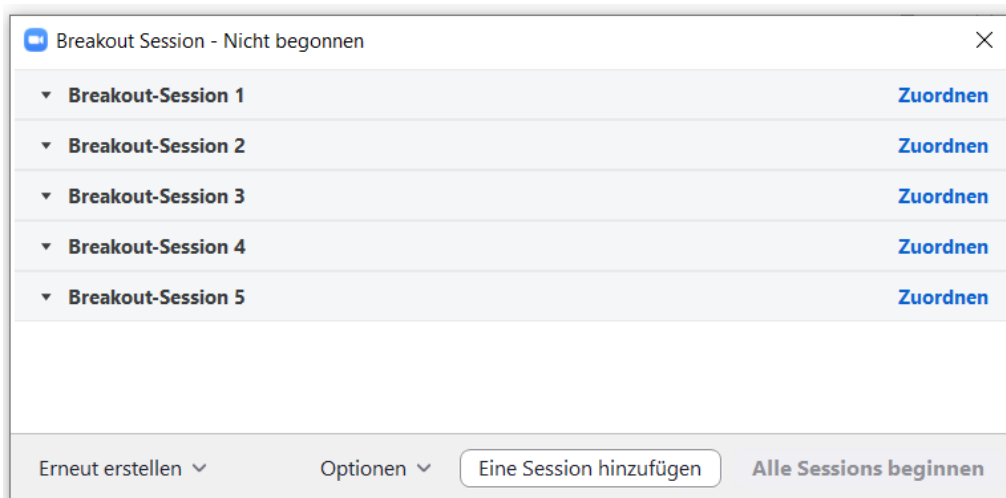 Breakout Session - Nicht begonnen
Breakout-Session 1 Zuordnen
Breakout-Session 2 Zuordnen
Breakout-Session 3 Zuordnen
Breakout-Session 4 Zuordnen
Breakout-Session 5 Zuordnen
Erneut erstellen Optionen Eine Session hinzufügen Alle Sessions beginnen